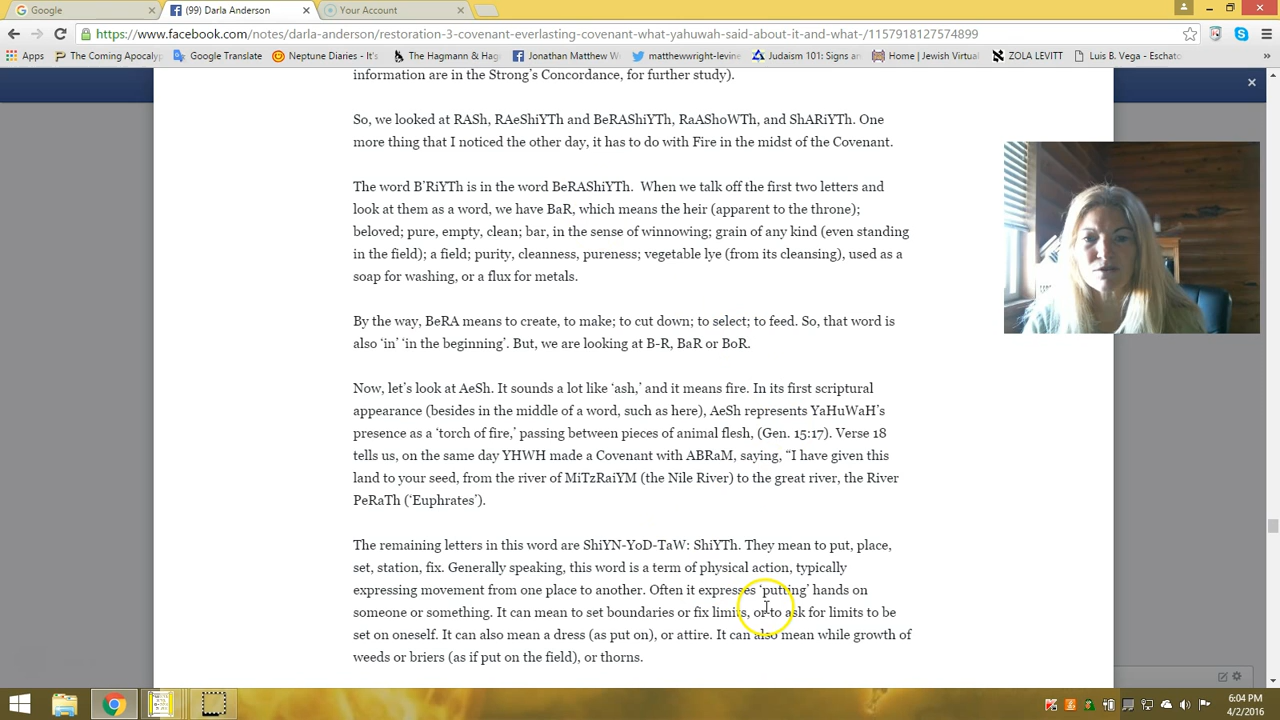 Google
(99) Darla Anderson
Your Account
https://www.facebook.com/notes/darla-anderson/restoration-3-covenant-everlasting-covenant-what-yahuwah-said-about-it-and-what-/1157918127574899
Apps
The Coming Apocalyp
Google Translate
Neptune Diaries - It's
The Hagmann & Hagm
Jonathan Matthew W
matthewwright-levine
Judaism 101: Signs an
Home | Jewish Virtual
ZOLA LEVITT
Luis B. Vega - Eschato
information are in the Strong's Concordance, for further study).
So, we looked at RASh, RAeShiYTh and BeRAShiYTh, RaAShoWTh, and ShARiYTh. One
more thing that I noticed the other day, it has to do with Fire in the midst of the Covenant.
The word B'RiYTh is in the word BeRAShiYTh. When we talk off the first two letters and
look at them as a word, we have BaR, which means the heir (apparent to the throne);
beloved; pure, empty, clean; bar, in the sense of winnowing; grain of any kind (even standing
in the field); a field; purity, cleanness, pureness; vegetable lye (from its cleansing), used as a
soap for washing, or a flux for metals.
By the way, BeRA means to create, to make; to cut down; to select; to feed. So, that word is
also 'in' 'in the beginning'. But, we are looking at B-R, BaR or BoR.
Now, let's look at AeSh. It sounds a lot like 'ash,' and it means fire. In its first scriptural
appearance (besides in the middle of a word, such as here), AeSh represents YaHuWaH's
presence as a 'torch of fire,' passing between pieces of animal flesh, (Gen. 15:17). Verse 18
tells us, on the same day YHWH made a Covenant with ABRaM, saying, "I have given this
land to your seed, from the river of MiTzRaiYM (the Nile River) to the great river, the River
PeRaTh ('Euphrates').
The remaining letters in this word are ShiYN-YoD-TaW: ShiYTh. They mean to put, place,
set, station, fix. Generally speaking, this word is a term of physical action, typically
expressing movement from one place to another. Often it expresses 'putting' hands on
someone or something. It can mean to set boundaries or fix limits, or to ask for limits to be
set on oneself. It can also mean a dress (as put on), or attire. It can also mean while growth of
weeds or briers (as if put on the field), or thorns.
6:04 PM
4/2/2016